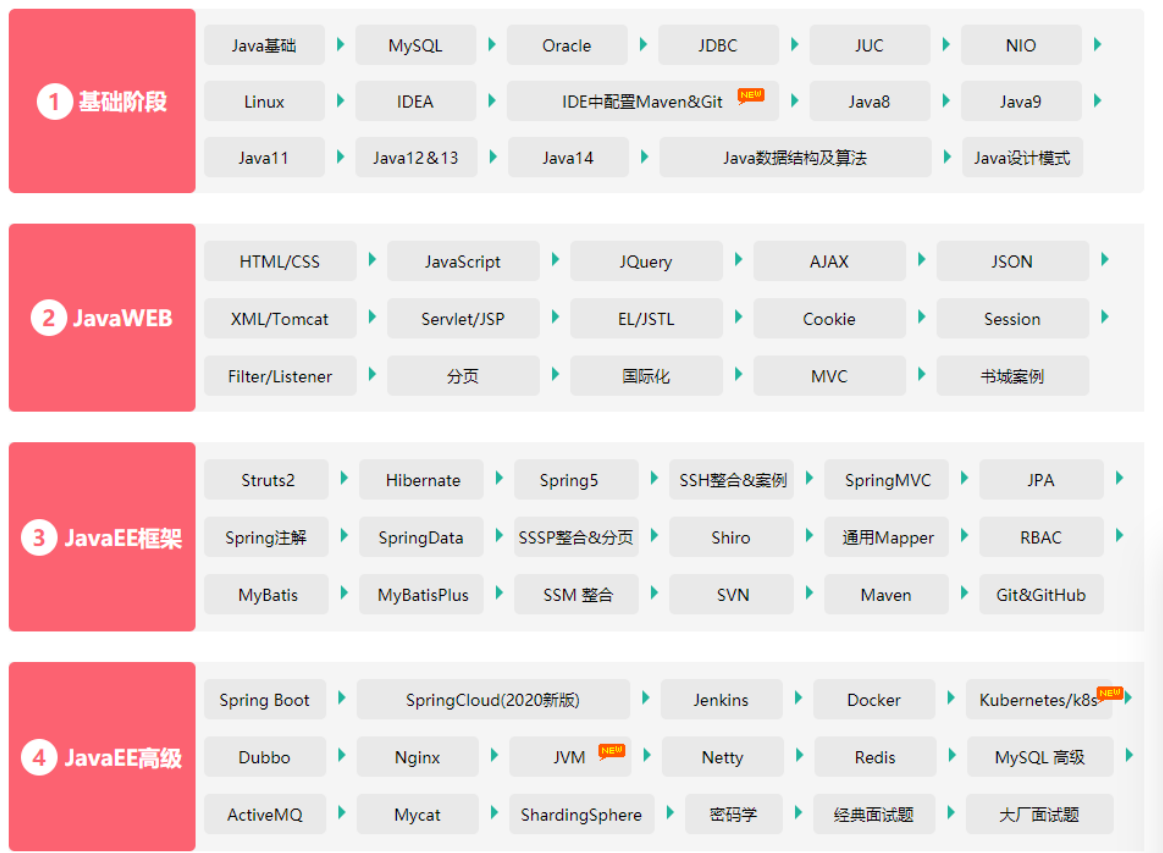 1 基础阶段
Java基础 MySQL Oracle JDBC JUC NIO
Linux IDEA IDE中配置Maven&Git NEW Java8 Java9
Java11 Java12&13 Java14 Java数据结构及算法 Java设计模式
2 JavaWEB
HTML/CSS JavaScript JQuery AJAX JSON
XML/Tomcat Servlet/JSP EL/JSTL Cookie Session
Filter/Listener 分页 国际化 MVC 书城案例
3 JavaEE框架
Struts2 Hibernate Spring5 SSH整合&案例 SpringMVC JPA
Spring注解 SpringData SSSP整合&分页 Shiro 通用Mapper RBAC
MyBatis MyBatisPlus SSM 整合 SVN Maven Git&GitHub
4 JavaEE高级
Spring Boot SpringCloud(2020新版) Jenkins Docker Kubernetes/k8s NEW
Dubbo Nginx JVM NEW Netty Redis MySQL 高级
ActiveMQ Mycat ShardingSphere 密码学 经典面试题 大厂面试题